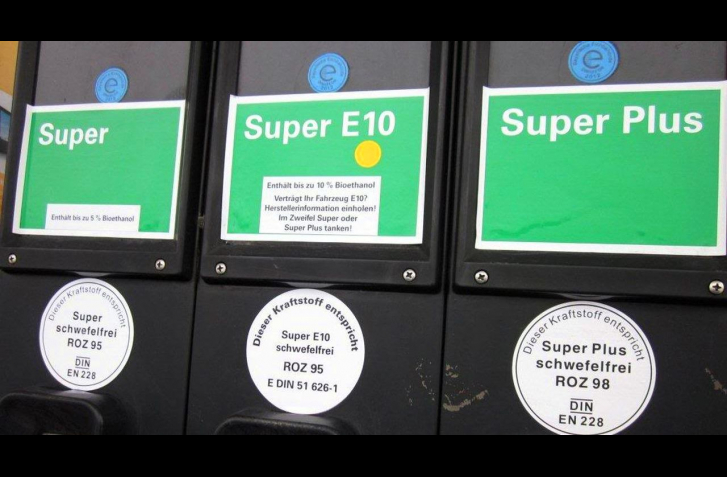 Super
Enthält bis zu 5 % Bioethanol
Dieser Kraftstoff entspricht
Super
schwefelfrei
ROZ 95
DIN
EN 228
Super E10
Enthält bis zu 10 % Bioethanol
Verträgt Ihr Fahrzeug E10?
Herstellerinformation einholen!
Im Zweifel Super oder
Super Plus tanken!
Dieser Kraftstoff entspricht
Super E10
schwefelfrei
ROZ 95
E DIN 51 626-1
Super Plus
Dieser Kraftstoff entspricht
Super Plus
schwefelfrei
ROZ 98
DIN
EN 228